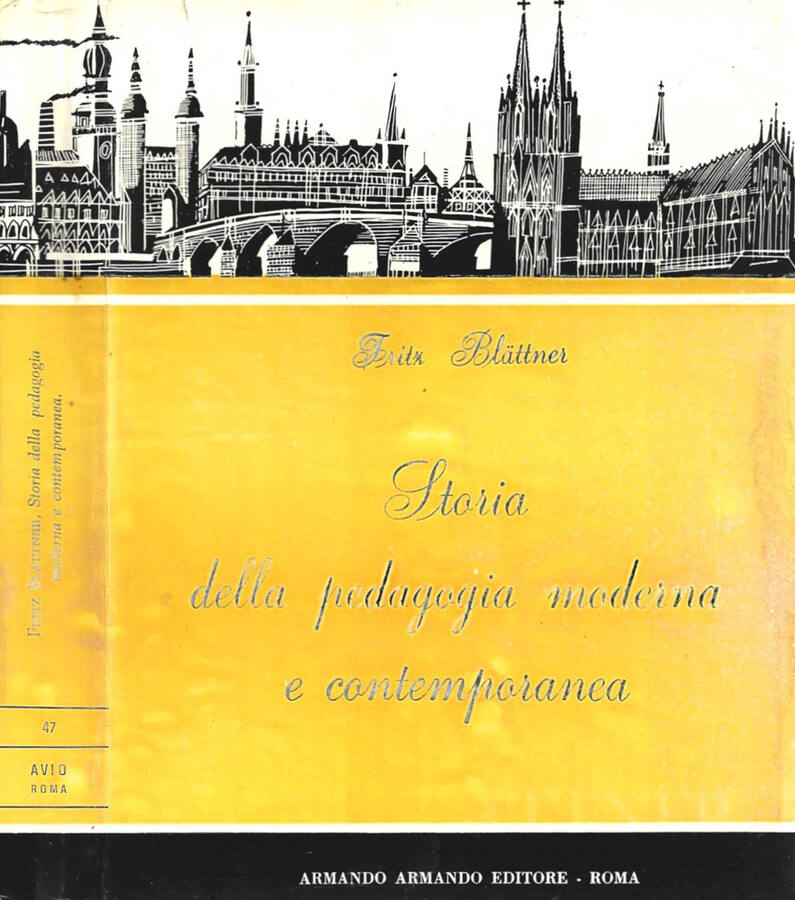 Fritz Blättner
Storia
della pedagogia moderna
e contemporanea
ARMANDO ARMANDO EDITORE - ROMA
FRITZ BLÄTTNER, Storia della pedagogia
moderna e contemporanea.
47
AVIO
ROMA